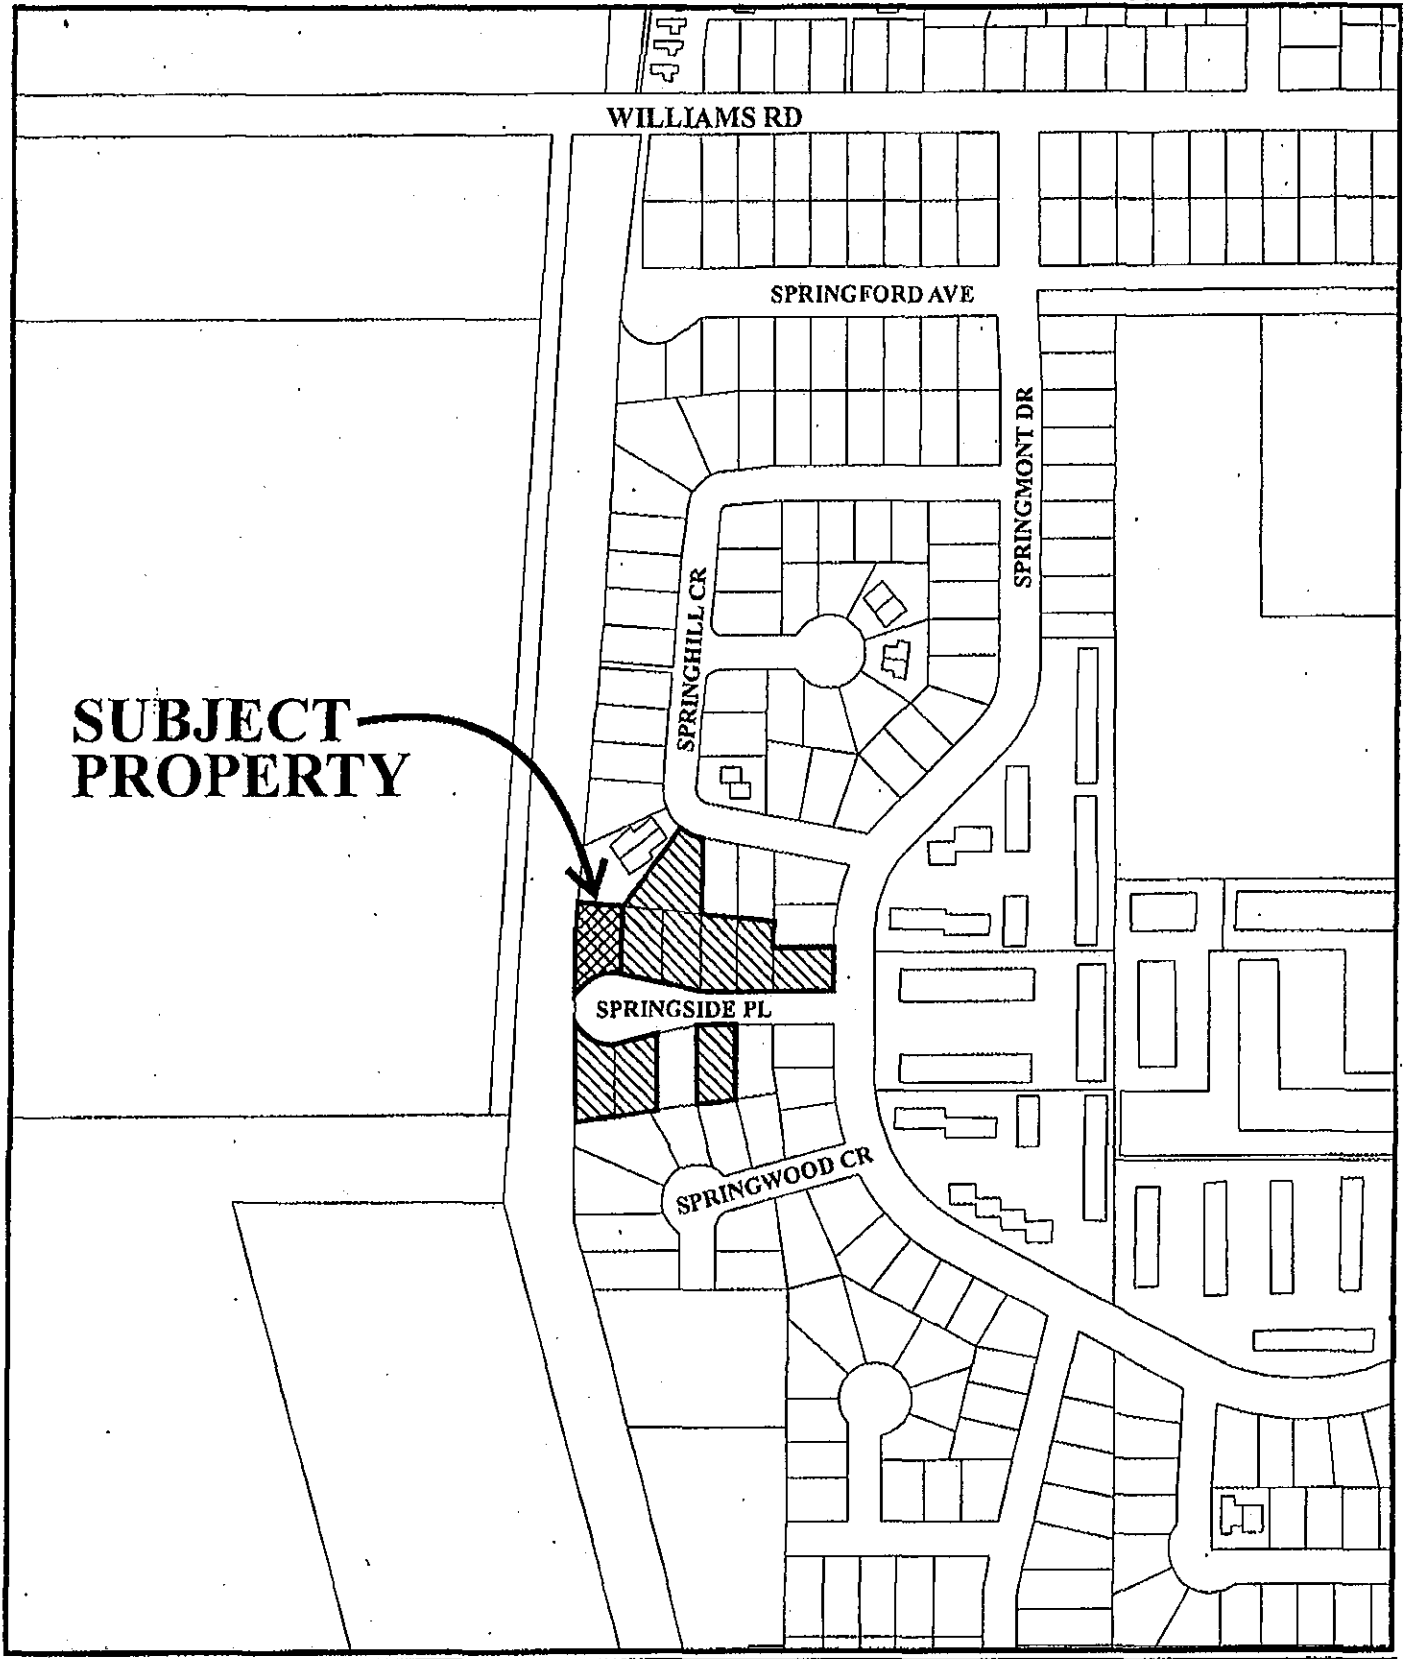 WILLIAMS RD
SPRINGFORD AVE
SPRINGMONT DR
SPRINGHILL CR
SUBJECT
PROPERTY
SPRINGSIDE PL
SPRINGWOOD CR